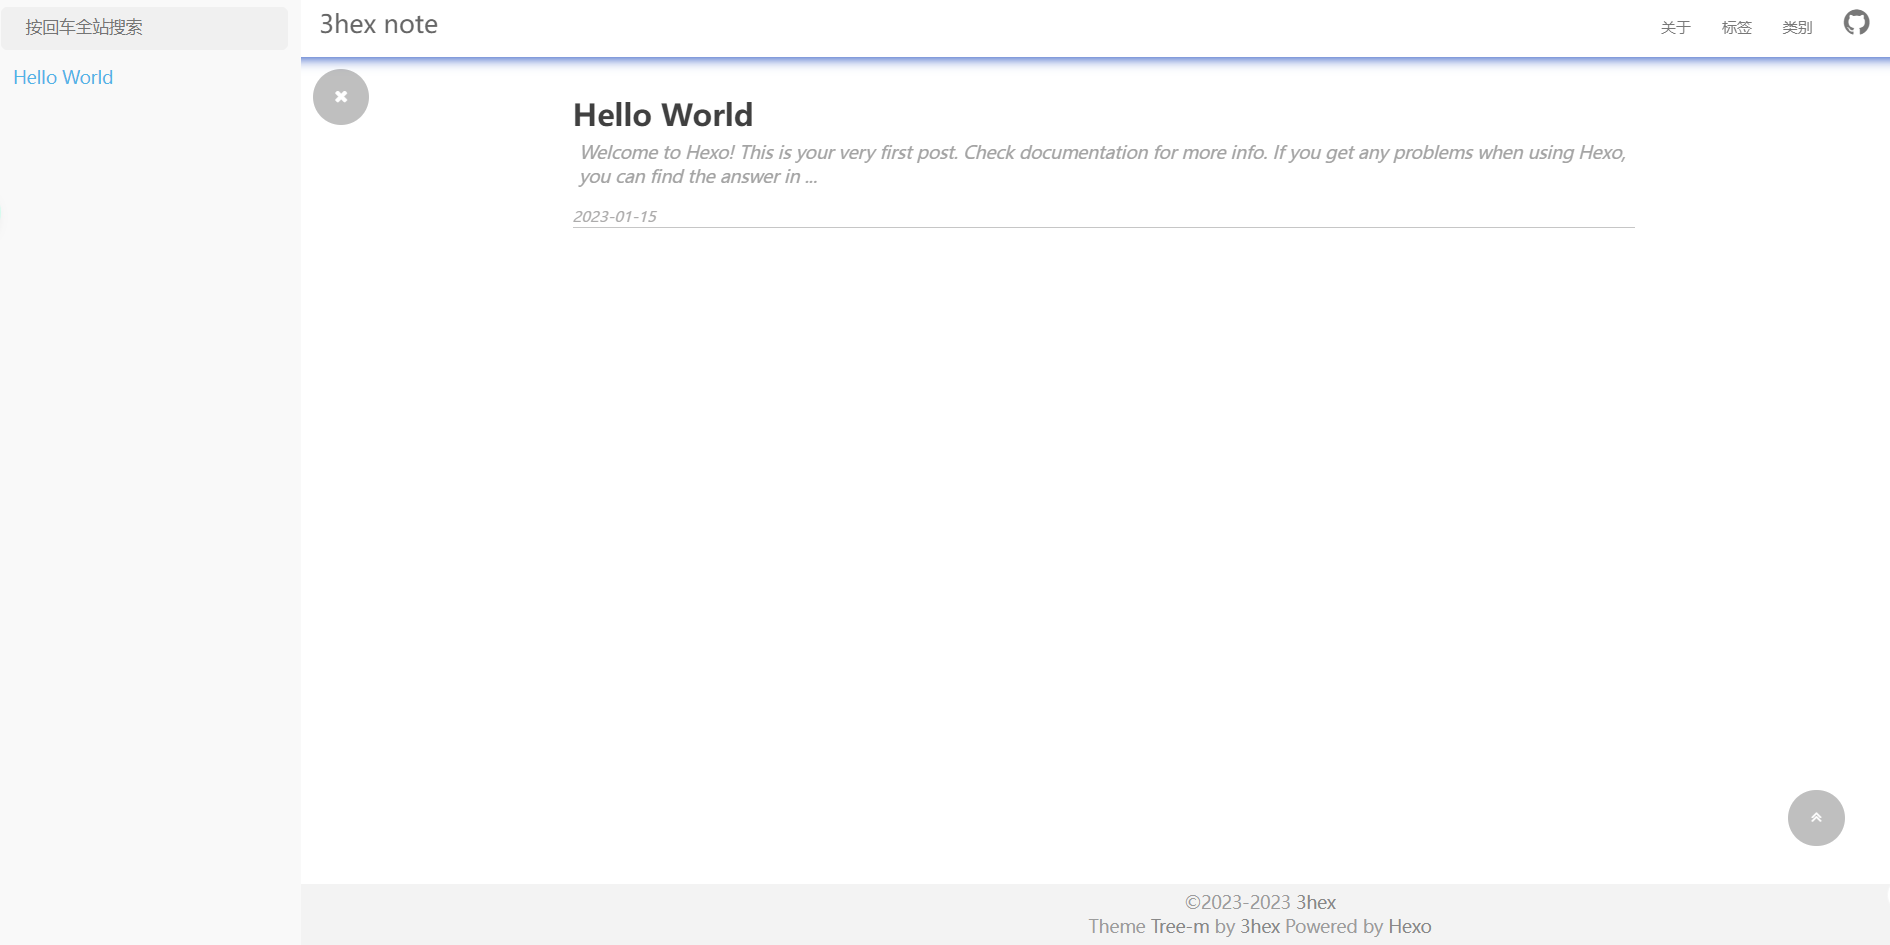 按回车全站搜索
Hello World
3hex note
关于
标签
类别
Hello World
Welcome to Hexo! This is your very first post. Check documentation for more info. If you get any problems when using Hexo,
you can find the answer in ...
2023-01-15
©2023-2023 3hex
Theme Tree-m by 3hex Powered by Hexo